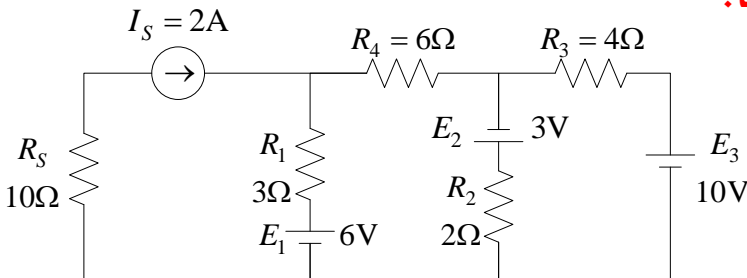 I_S = 2A
R_4 = 6Ω
R_3 = 4Ω
R_S
10Ω
R_1
3Ω
E_1
6V
E_2
3V
R_2
2Ω
E_3
10V